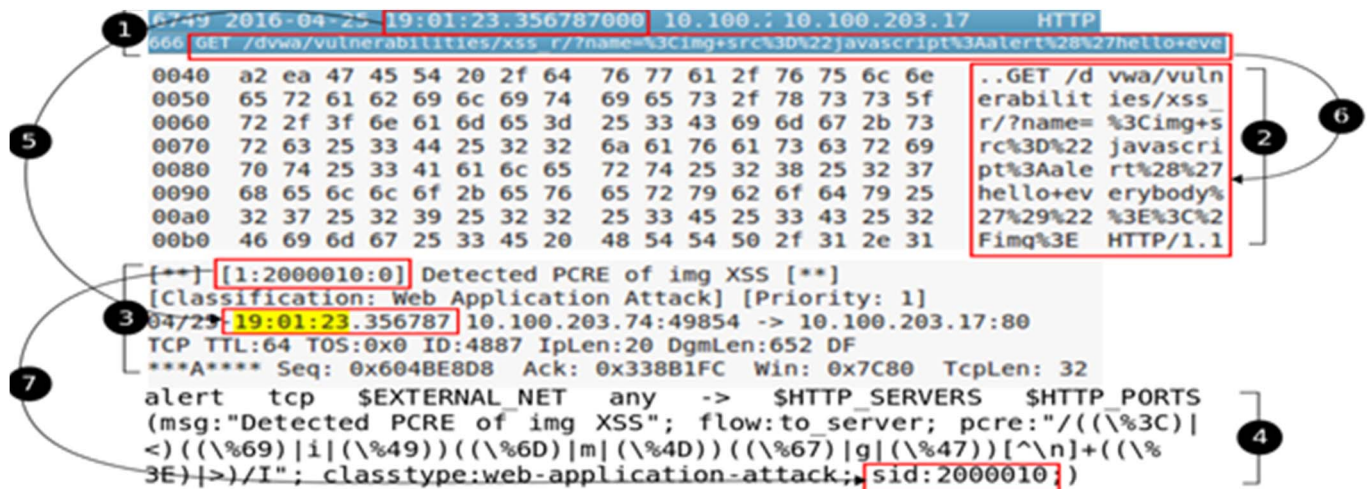 1
6749 2016-04-25 19:01:23.356787000 10.100.: 10.100.203.17 HTTP
666 GET /dvwa/vulnerabilities/xss_r/?name=%3Cimg+src%3D%22javascript%3Aalert%28%27hello+eve
0040 a2 ea 47 45 54 20 2f 64 76 77 61 2f 76 75 6c 6e ..GET /d vwa/vuln
0050 65 72 61 62 69 6c 69 74 69 65 73 2f 78 73 73 5f erabilit ies/xss_
0060 72 2f 3f 6e 61 6d 65 3d 25 33 43 69 6d 67 2b 73 r/?name= %3Cimg+s
0070 72 63 25 33 44 25 32 32 6a 61 76 61 73 63 72 69 rc%3D%22 javascri
0080 70 74 25 33 41 61 6c 65 72 74 25 32 38 25 32 37 pt%3Aale rt%28%27
0090 68 65 6c 6c 6f 2b 65 76 65 72 79 62 6f 64 79 25 hello+ev erybody%
00a0 32 37 25 32 39 25 32 32 25 33 45 25 33 43 25 32 27%29%22 %3E%3C%2
00b0 46 69 6d 67 25 33 45 20 48 54 54 50 2f 31 2e 31 Fimg%3E HTTP/1.1
2
6
5
[**] [1:2000010:0] Detected PCRE of img XSS [**]
[Classification: Web Application Attack] [Priority: 1]
04/25-19:01:23.356787 10.100.203.74:49854 -> 10.100.203.17:80
TCP TTL:64 TOS:0x0 ID:4887 IpLen:20 DgmLen:652 DF
***A**** Seq: 0x604BE8D8 Ack: 0x338B1FC Win: 0x7C80 TcpLen: 32
3
7
alert tcp $EXTERNAL_NET any -> $HTTP_SERVERS $HTTP_PORTS
(msg:"Detected PCRE of img XSS"; flow:to_server; pcre:"/((\%3C)|
<)((\%69)|i|(\%49))((\%6D)|m|(\%4D))((\%67)|g|(\%47))[^\n]+((\%
3E)|>)/I"; classtype:web-application-attack; sid:2000010;)
4